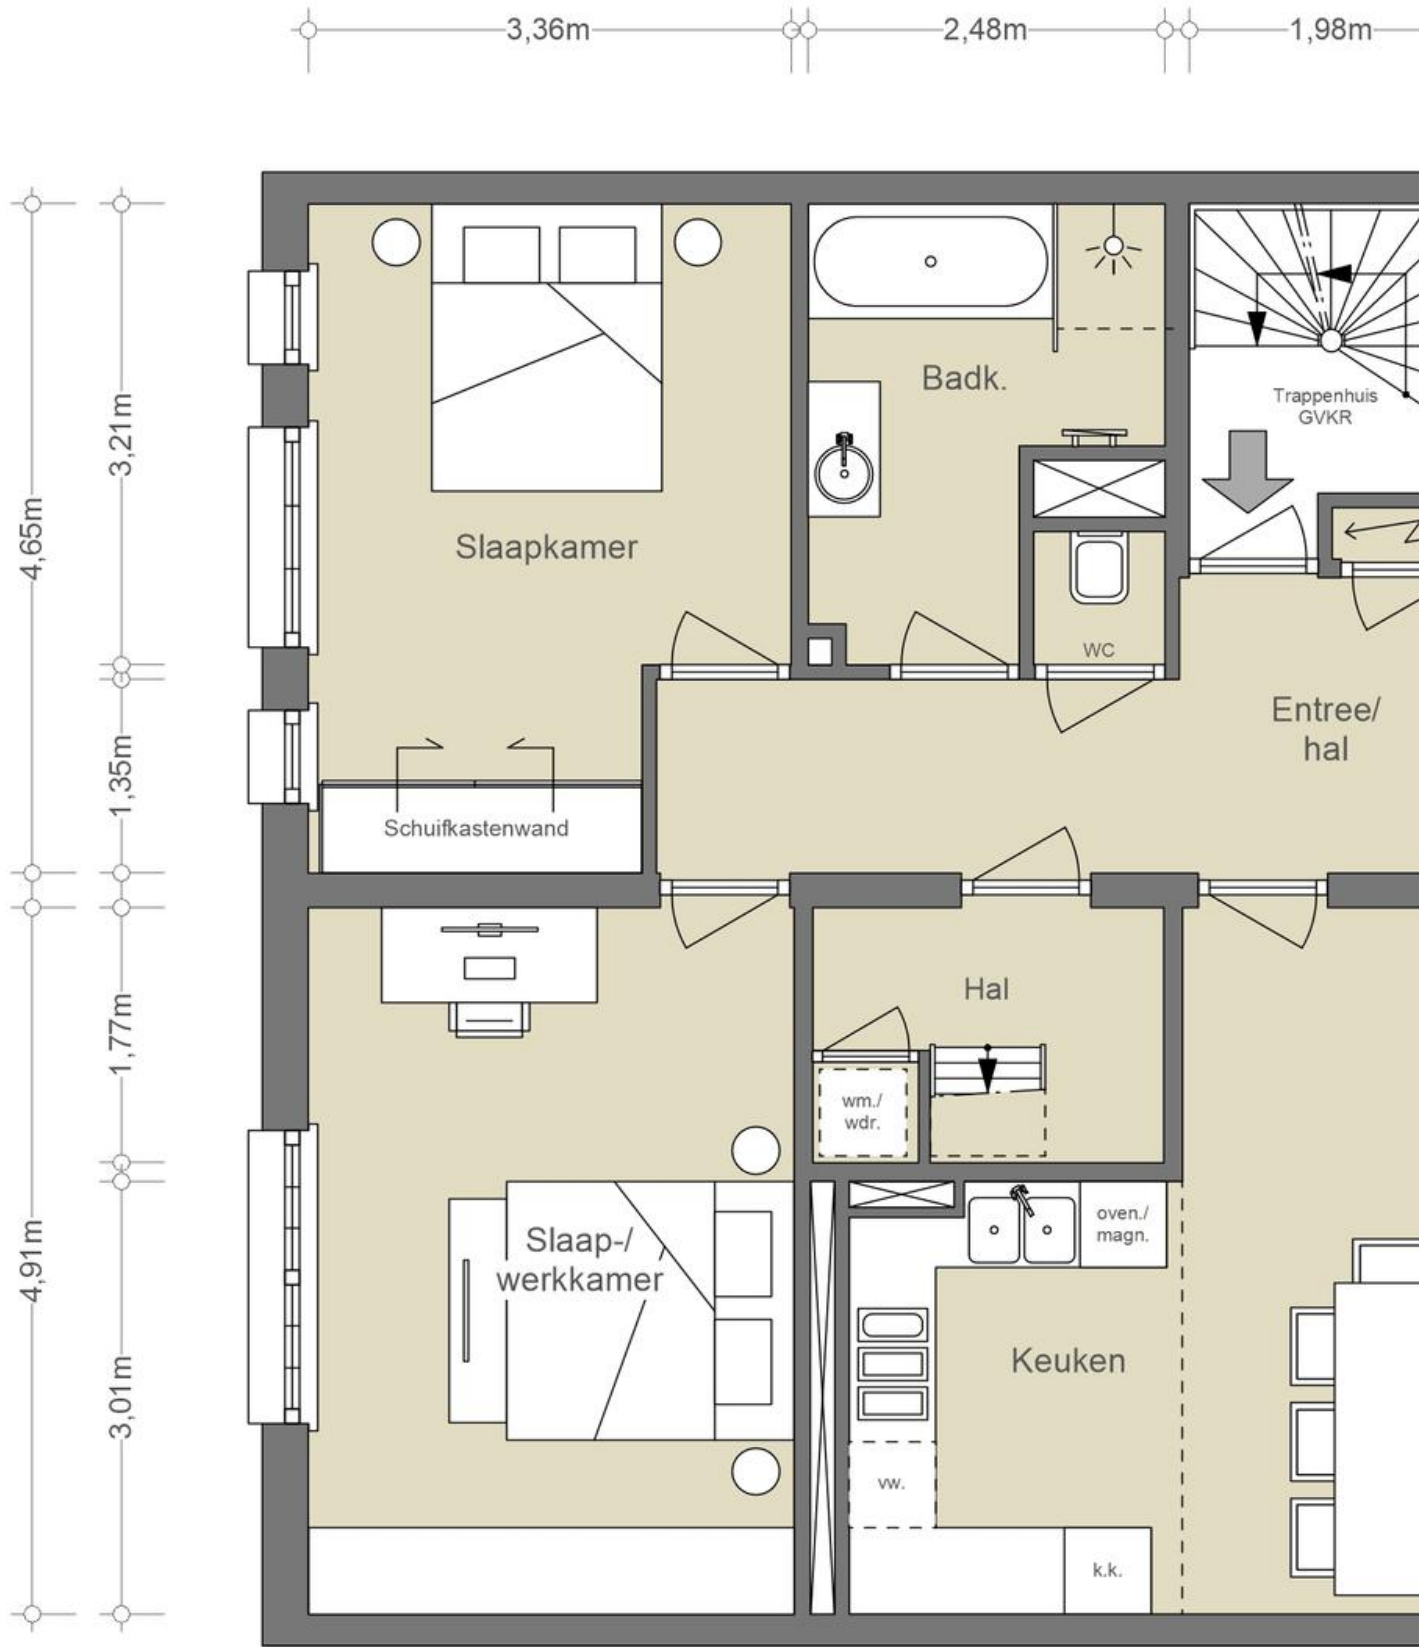 3,36m
2,48m
1,98m
4,65m
3,21m
1,35m
4,91m
1,77m
3,01m
Slaapkamer
Schuifkastenwand
Badk.
WC
Trappenhuis
GVKR
Entree/
hal
Hal
wm./
wdr.
Slaap-/
werkkamer
oven./
magn.
Keuken
vw.
k.k.